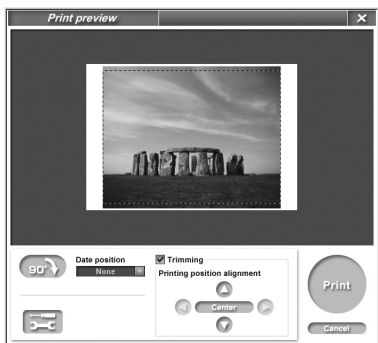 Print preview
90°
Date position
None
Trimming
Printing position alignment
Center
Print
Cancel